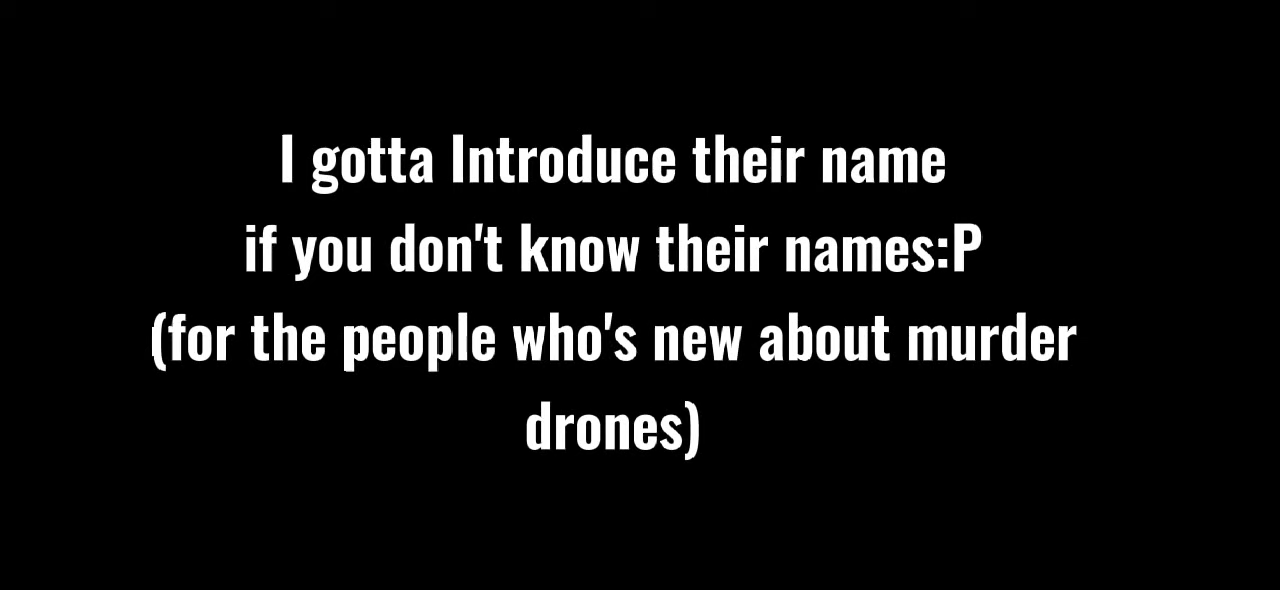 I gotta Introduce their name
if you don't know their names:P
(for the people who's new about murder
drones)